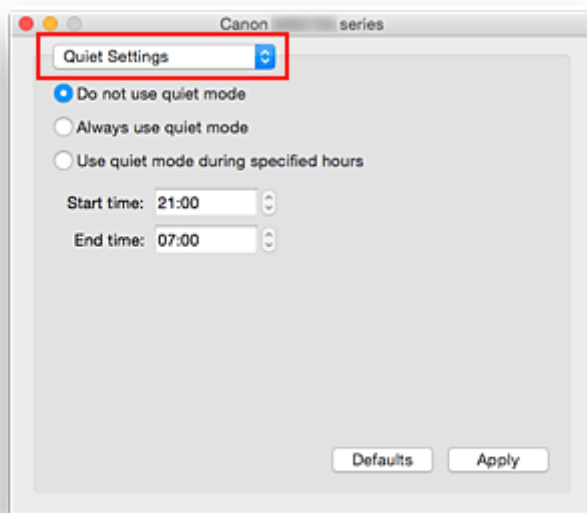 Canon series
Quiet Settings
Do not use quiet mode
Always use quiet mode
Use quiet mode during specified hours
Start time: 21:00
End time: 07:00
Defaults Apply